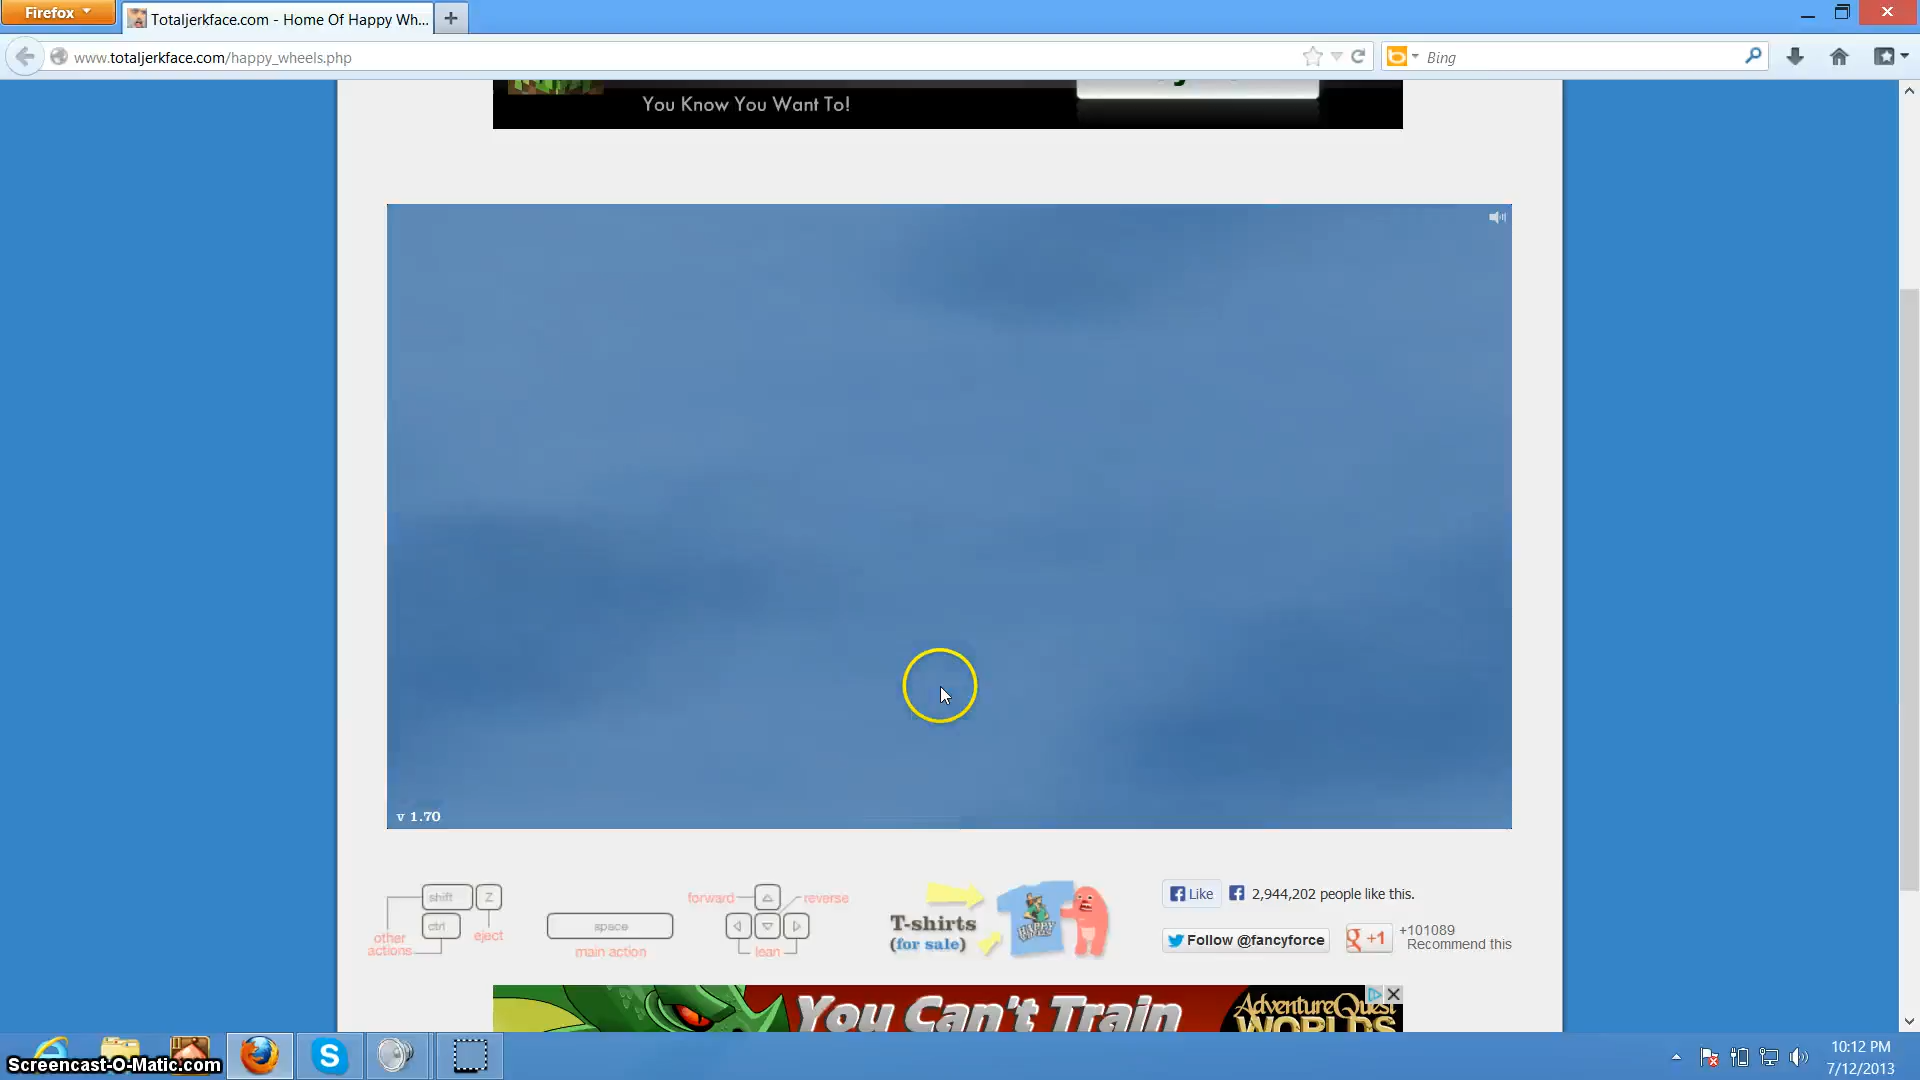 Firefox
Totaljerkface.com - Home Of Happy Wh...
www.totaljerkface.com/happy_wheels.php
Bing
You Know You Want To!
v 1.70
shift
Z
ctrl
other
actions
eject
space
main action
forward
reverse
lean
T-shirts
(for sale)
HAPPY
WHEELS
Like
2,944,202 people like this.
Follow @fancyforce
+1
+101089
Recommend this
You Can't Train
AdventureQuest
WORLDS
Screencast-O-Matic.com
10:12 PM
7/12/2013